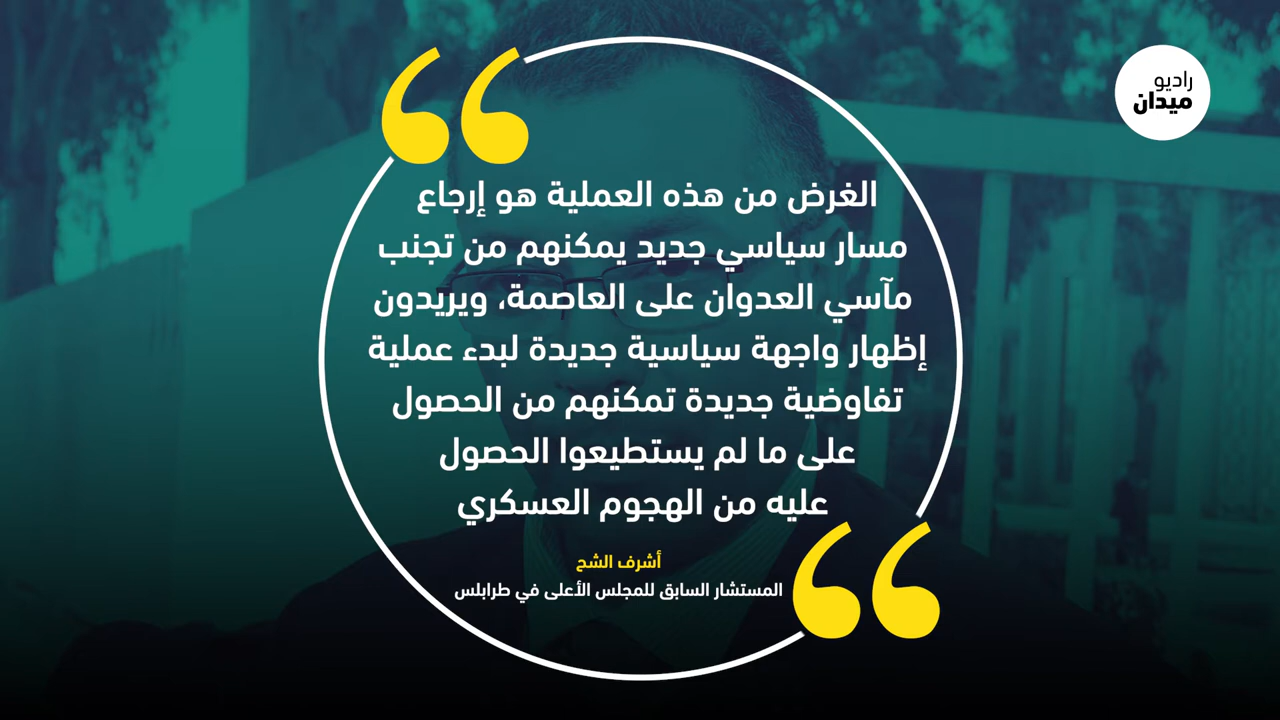 راديو
ميدان
الغرض من هذه العملية هو إرجاع
مسار سياسي جديد يمكنهم من تجنب
مآسي العدوان على العاصمة، ويريدون
إظهار واجهة سياسية جديدة لبدء عملية
تفاوضية جديدة تمكنهم من الحصول
على ما لم يستطيعوا الحصول
عليه من الهجوم العسكري
أشرف الشح
المستشار السابق للمجلس الأعلى في طرابلس